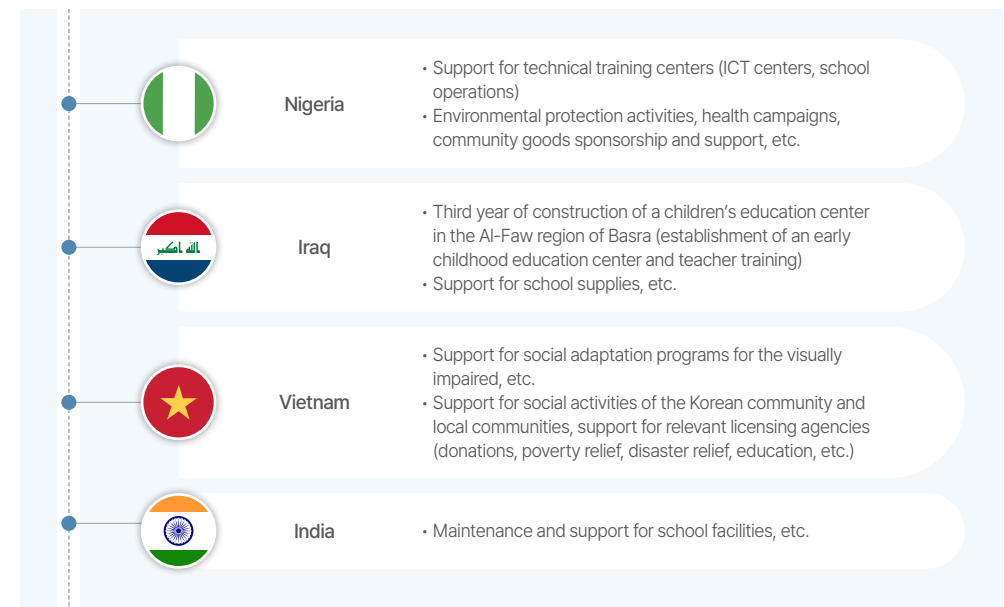 Nigeria
• Support for technical training centers (ICT centers, school
operations)
• Environmental protection activities, health campaigns,
community goods sponsorship and support, etc.
الله اكبر
Iraq
• Third year of construction of a children’s education center
in the Al-Faw region of Basra (establishment of an early
childhood education center and teacher training)
• Support for school supplies, etc.
Vietnam
• Support for social adaptation programs for the visually
impaired, etc.
• Support for social activities of the Korean community and
local communities, support for relevant licensing agencies
(donations, poverty relief, disaster relief, education, etc.)
India
• Maintenance and support for school facilities, etc.